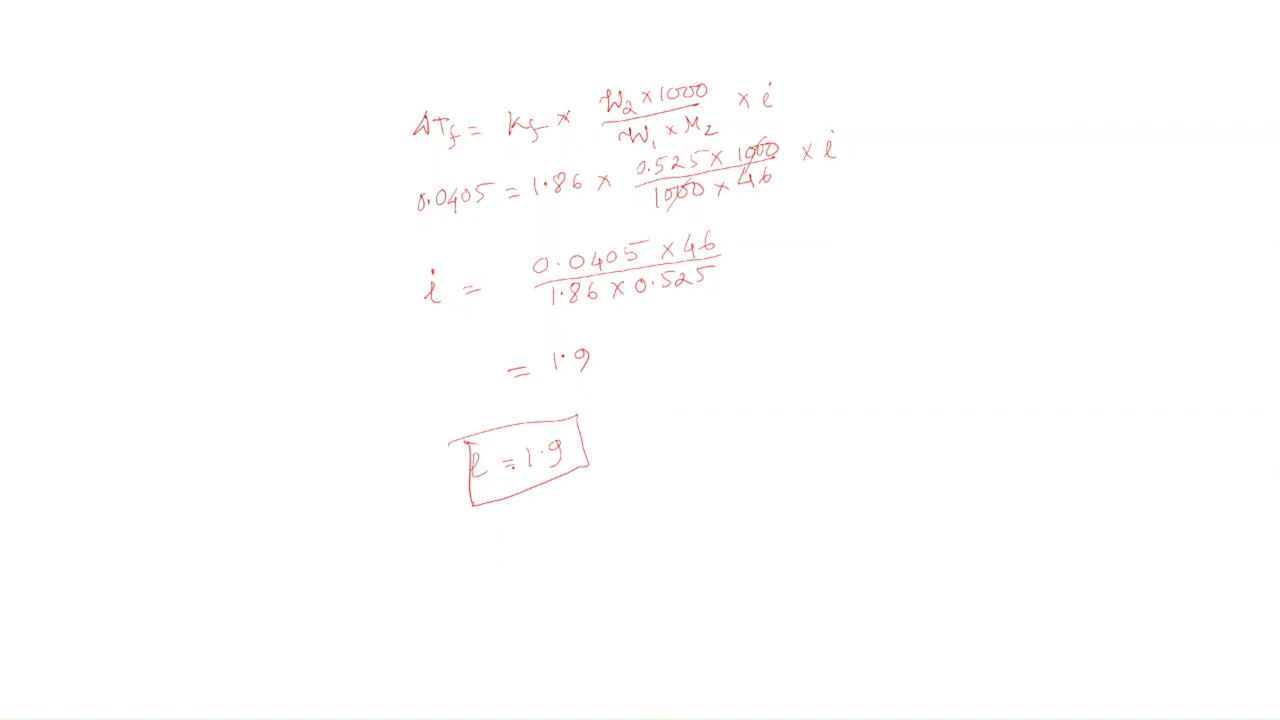 ΔTf = Kf × W2 × 1000 / W1 × M2 × i
0.0405 = 1.86 × 0.525 × 1000 / 1000 × 46 × i
i = 0.0405 × 46 / 1.86 × 0.525
= 1.9
i = 1.9